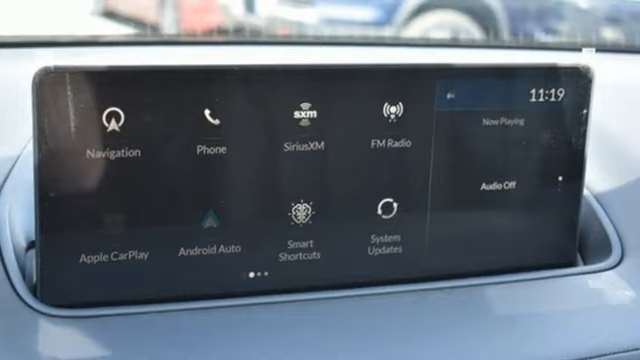 11:19
Now Playing
Audio Off
Navigation
Phone
sxm
SiriusXM
FM Radio
Apple CarPlay
Android Auto
Smart
Shortcuts
System
Updates